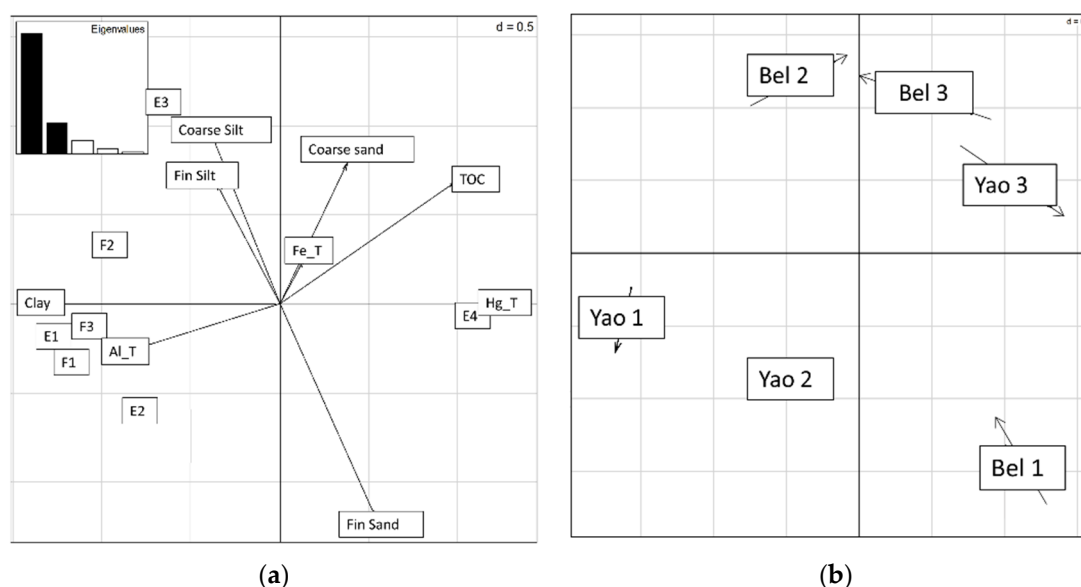 Eigenvalues
d = 0.5
E3
Coarse Silt
Coarse sand
Fin Silt
TOC
F2
Fe_T
Clay
Hg_T
E4
F3
E1
Al_T
F1
E2
Fin Sand
(a)
d =
Bel 2
Bel 3
Yao 3
Yao 1
Yao 2
Bel 1
(b)